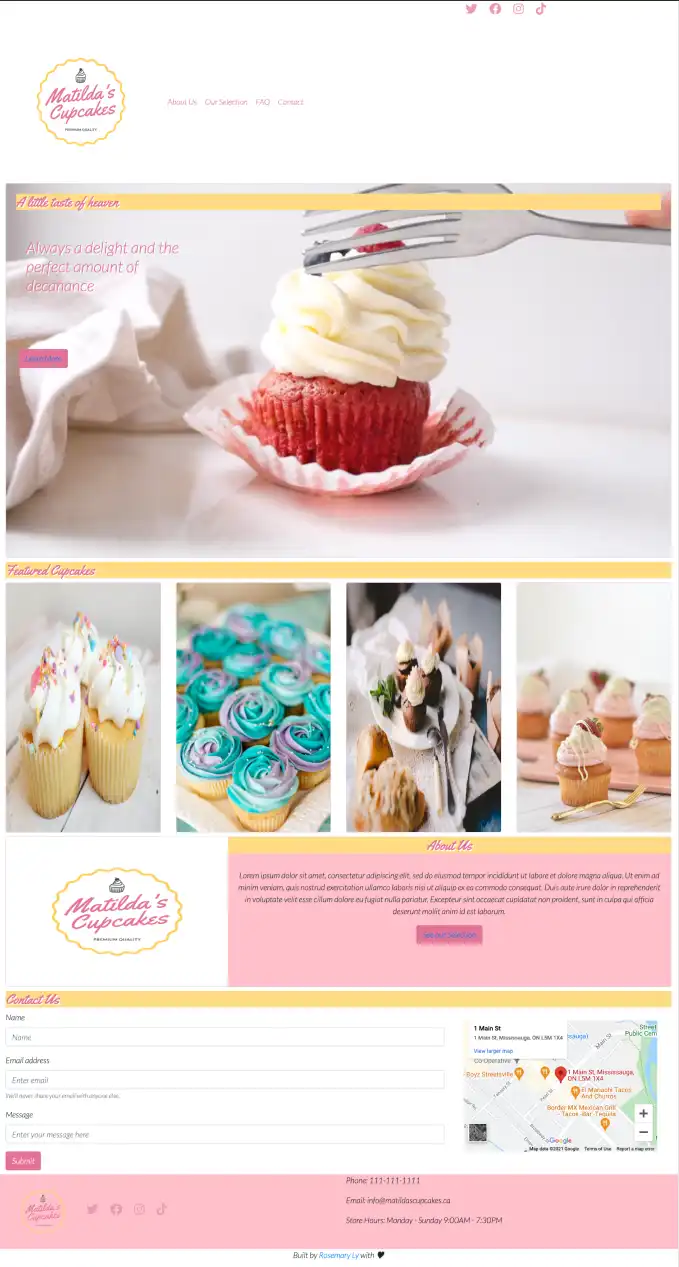 Matilda's
Cupcakes
PREMIUM QUALITY
About Us Our Selection FAQ Contact
A little taste of heaven
Always a delight and the
perfect amount of
decanance
Featured Cupcakes
Matilda's
Cupcakes
PREMIUM QUALITY
About Us
Lorem ipsum dolor sit amet, consectetur adipiscing elit, sed do eiusmod tempor incididunt ut labore et dolore magna aliqua. Ut enim ad
minim veniam, quis nostrud exercitation ullamco laboris nisi ut aliquip ex ea commodo consequat. Duis aute irure dolor in reprehenderit
in voluptate velit esse cillum dolore eu fugiat nulla pariatur. Excepteur sint occaecat cupidatat non proident, sunt in culpa qui officia
deserunt mollit anim id est laborum.
See our Selection
Contact Us
Name
Name
Email address
Enter email
We'll never share your email with anyone else.
Message
Enter your message here
Submit
1 Main St
1 Main St, Mississauga, ON L5M 1X4
View larger map
Co-Operative
Boyz Streetsville
1 Main St, Mississauga,
ON L5M 1X4
El Mariachi Tacos
And Churros
Border MX Mexican Grill -
Tacos -Bar- Tequila
Main St
Street
Public Cem
Google
Map data ©2021 Google Terms of Use Report a map error
Matilda's
Cupcakes
Phone: 111-111-1111
Email: info@matildascupcakes.ca
Store Hours: Manday - Sunday 9:00AM - 7:30PM
Built by Rosemary Ly with 🖤